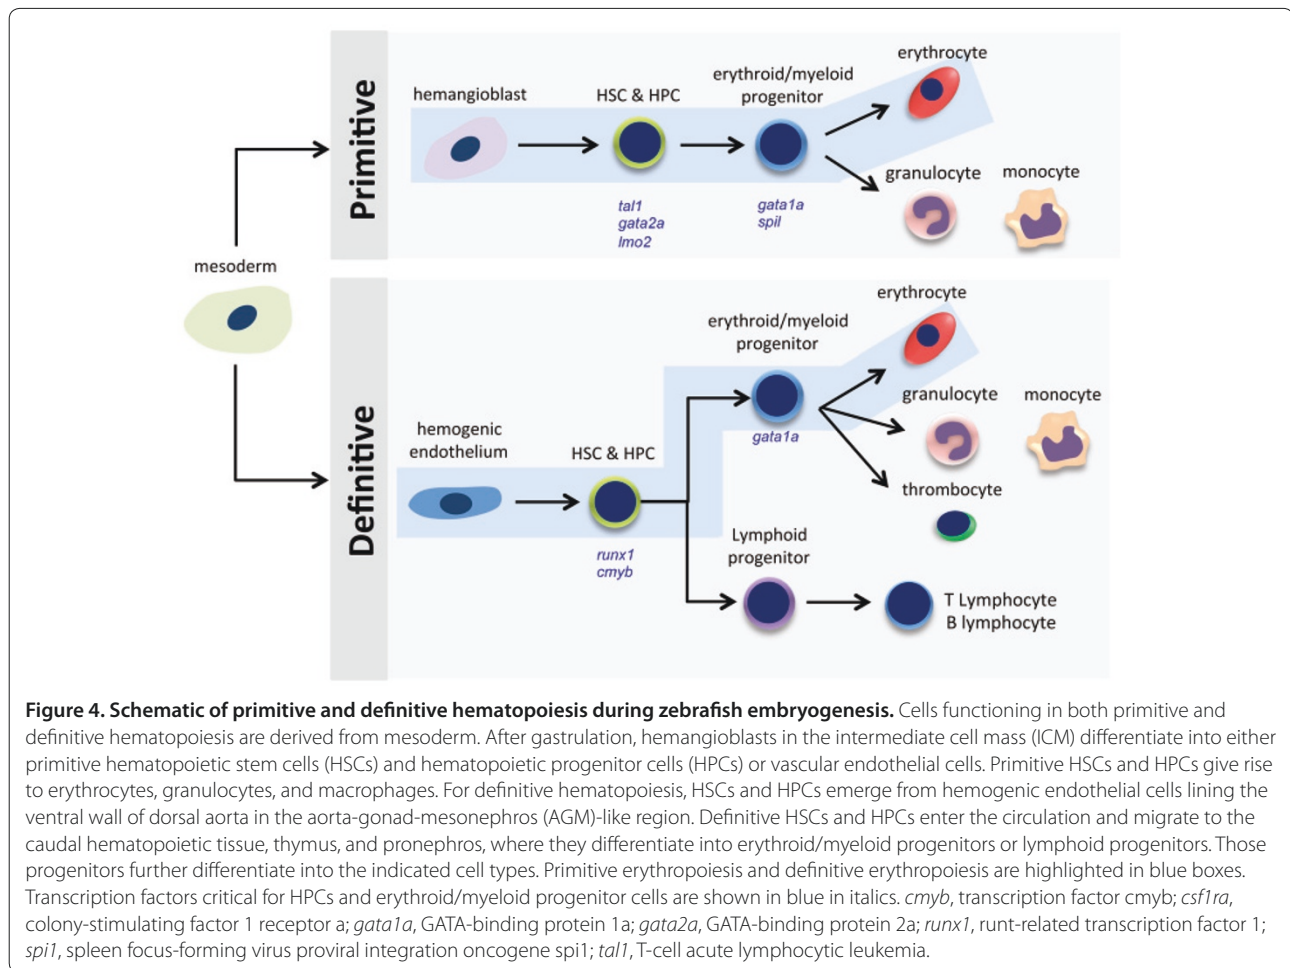 Primitive
hemangioblast
HSC & HPC
tal1
gata2a
lmo2
erythroid/myeloid
progenitor
gata1a
spil
erythrocyte
granulocyte
monocyte
mesoderm
Definitive
hemogenic
endothelium
HSC & HPC
runx1
cmyb
erythroid/myeloid
progenitor
gata1a
erythrocyte
granulocyte
monocyte
thrombocyte
Lymphoid
progenitor
T Lymphocyte
B lymphocyte
Figure 4. Schematic of primitive and definitive hematopoiesis during zebrafish embryogenesis. Cells functioning in both primitive and
definitive hematopoiesis are derived from mesoderm. After gastrulation, hemangioblasts in the intermediate cell mass (ICM) differentiate into either
primitive hematopoietic stem cells (HSCs) and hematopoietic progenitor cells (HPCs) or vascular endothelial cells. Primitive HSCs and HPCs give rise
to erythrocytes, granulocytes, and macrophages. For definitive hematopoiesis, HSCs and HPCs emerge from hemogenic endothelial cells lining the
ventral wall of dorsal aorta in the aorta-gonad-mesonephros (AGM)-like region. Definitive HSCs and HPCs enter the circulation and migrate to the
caudal hematopoietic tissue, thymus, and pronephros, where they differentiate into erythroid/myeloid progenitors or lymphoid progenitors. Those
progenitors further differentiate into the indicated cell types. Primitive erythropoiesis and definitive erythropoiesis are highlighted in blue boxes.
Transcription factors critical for HPCs and erythroid/myeloid progenitor cells are shown in blue in italics. cmyb, transcription factor cmyb; csf1ra,
colony-stimulating factor 1 receptor a; gata1a, GATA-binding protein 1a; gata2a, GATA-binding protein 2a; runx1, runt-related transcription factor 1;
spi1, spleen focus-forming virus proviral integration oncogene spi1; tal1, T-cell acute lymphocytic leukemia.